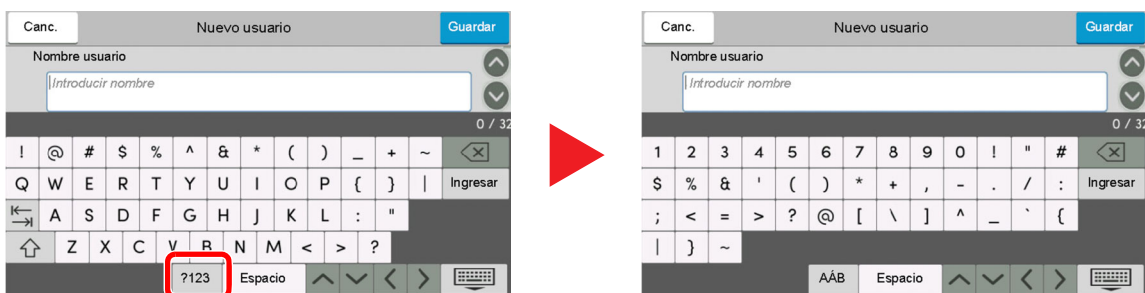 Canc. Nuevo usuario Guardar
Nombre usuario
Introducir nombre
0 / 32
! @ # $ % ^ & * ( ) _ + ~
Q W E R T Y U I O P { } | Ingresar
A S D F G H J K L : "
Z X C V B N M < > ?
?123 Espacio
Canc. Nuevo usuario Guardar
Nombre usuario
Introducir nombre
0 / 32
1 2 3 4 5 6 7 8 9 0 ! " #
$ % & ' ( ) * + , - . / : Ingresar
; < = > ? @ [ \ ] ^ _ ` {
| } ~
AÁB Espacio